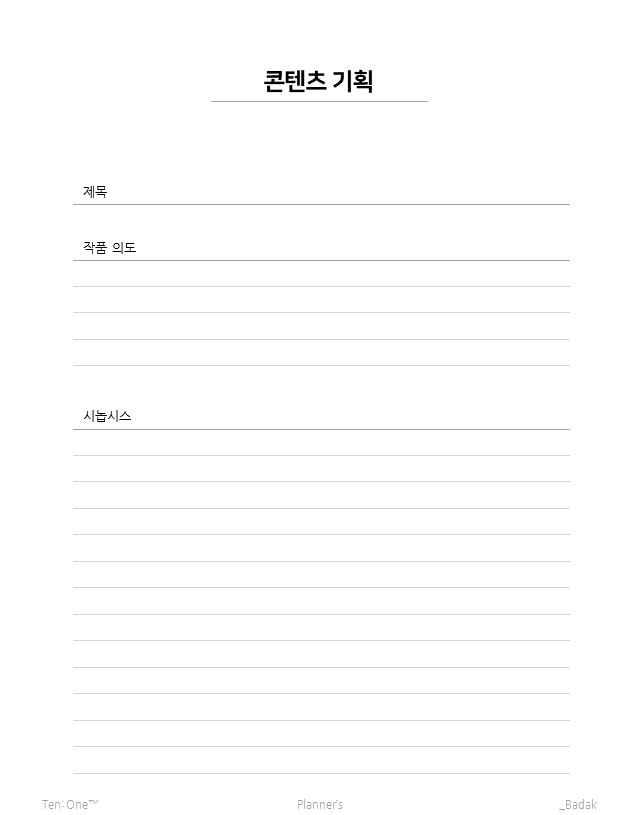 콘텐츠 기획
제목
작품 의도
시놉시스
Ten:One™ Planner's _Badak